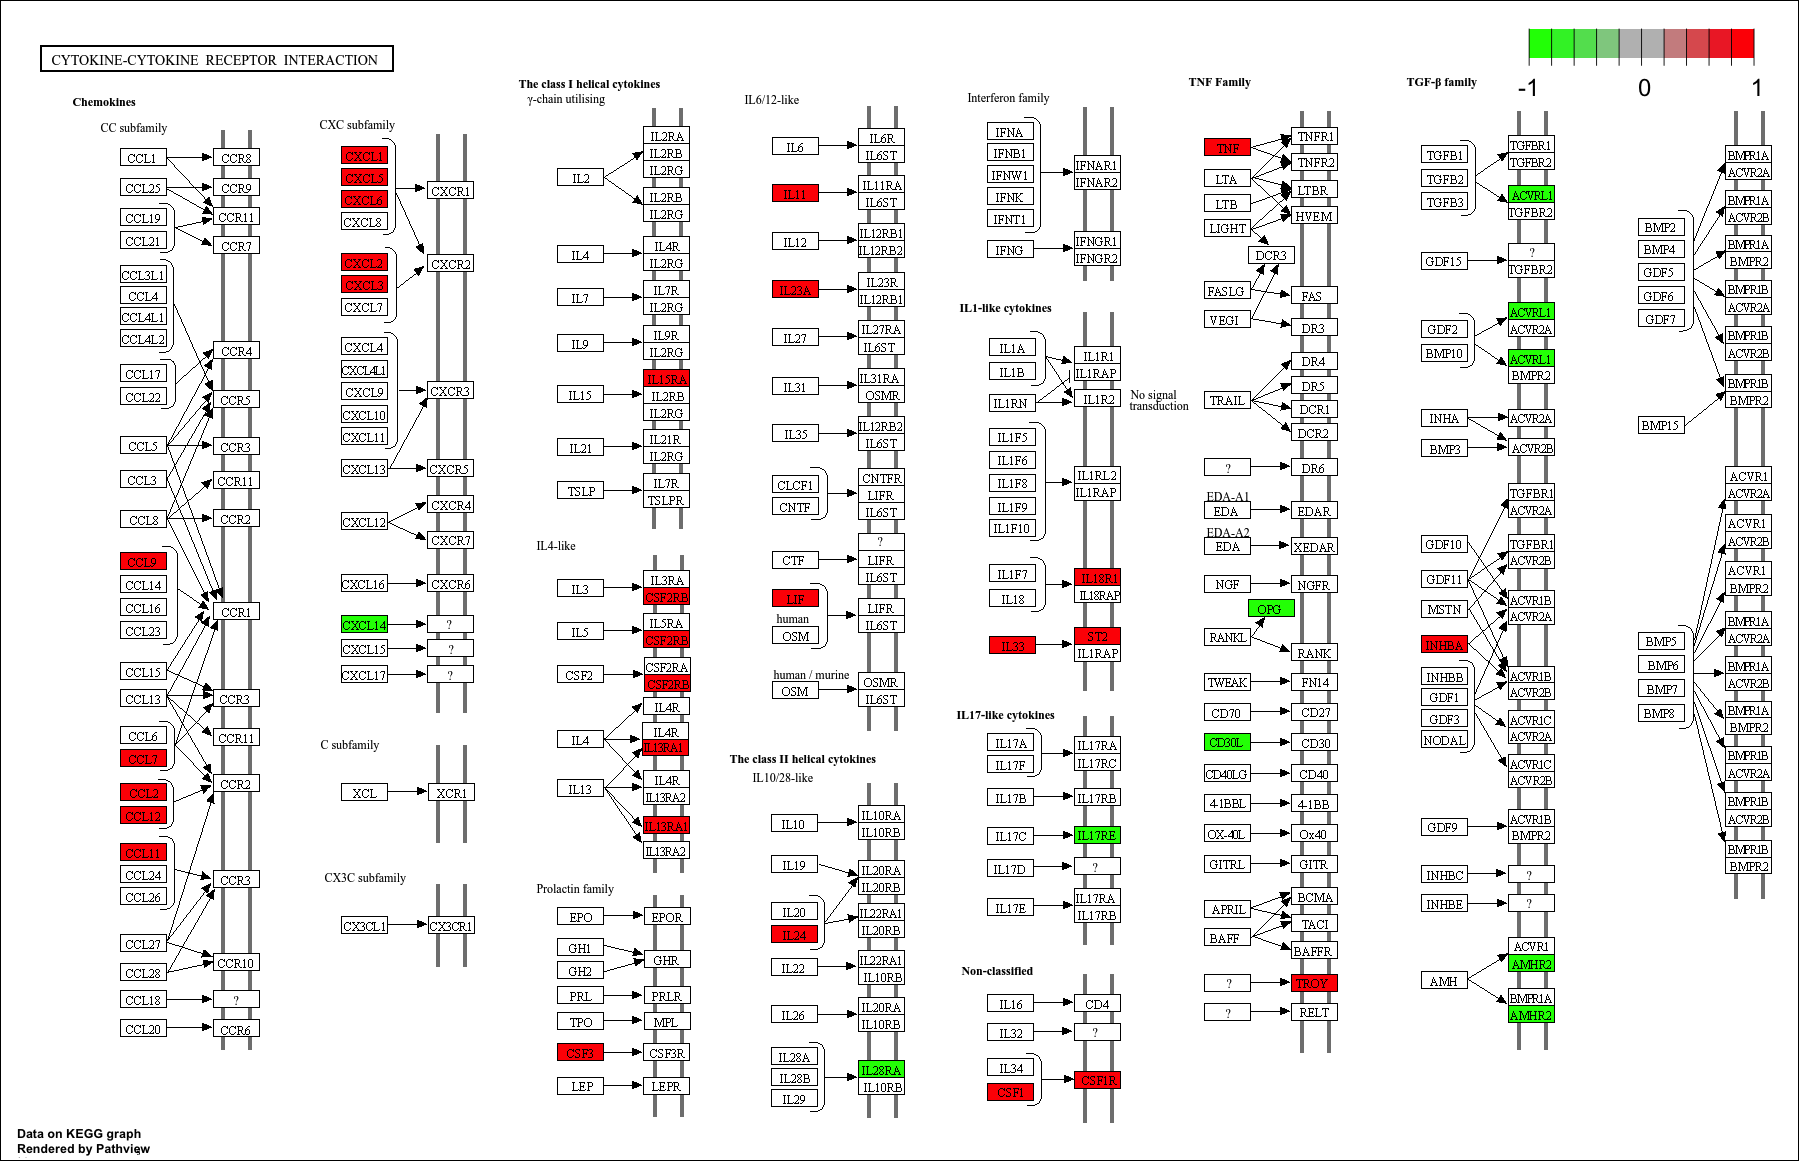 CYTOKINE-CYTOKINE RECEPTOR INTERACTION
-1 0 1
Chemokines
CC subfamily
CCL1
CCL25
CCL19
CCL21
CCL3L1
CCL4
CCL4L1
CCL4L2
CCL17
CCL22
CCL5
CCL3
CCL8
CCL9
CCL14
CCL16
CCL23
CCL15
CCL13
CCL6
CCL7
CCL2
CCL12
CCL11
CCL24
CCL26
CCL27
CCL28
CCL18
CCL20
CCR8
CCR9
CCR11
CCR7
CCR4
CCR5
CCR3
CCR11
CCR2
CCR1
CCR3
CCR11
CCR2
CCR3
CCR10
?
CCR6
CXC subfamily
CXCL1
CXCL5
CXCL6
CXCL8
CXCL2
CXCL3
CXCL7
CXCL4
CXCL4L1
CXCL9
CXCL10
CXCL11
CXCL13
CXCL12
CXCL16
CXCL14
CXCL15
CXCL17
CXCR1
CXCR2
CXCR3
CXCR5
CXCR4
CXCR7
CXCR6
?
?
?
C subfamily
XCL
XCR1
CX3C subfamily
CX3CL1
CX3CR1
The class I helical cytokines
γ-chain utilising
IL2
IL4
IL7
IL9
IL15
IL21
TSLP
IL2RA
IL2RB
IL2RG
IL2RB
IL2RG
IL4R
IL2RG
IL7R
IL2RG
IL9R
IL2RG
IL15RA
IL2RB
IL2RG
IL21R
IL2RG
IL7R
TSLPR
IL4-like
IL3
IL5
CSF2
IL4
IL13
IL3RA
CSF2RB
IL5RA
CSF2RB
CSF2RA
CSF2RB
IL4R
IL4R
IL13RA1
IL4R
IL13RA2
IL13RA1
IL13RA2
Prolactin family
EPO
GH1
GH2
PRL
TPO
CSF3
LEP
EPOR
GHR
PRLR
MPL
CSF3R
LEPR
IL6/12-like
IL6
IL11
IL12
IL23A
IL27
IL31
IL35
CLCF1
CNTF
CTF
LIF
human
OSM
human / murine
OSM
IL6R
IL6ST
IL11RA
IL6ST
IL12RB1
IL12RB2
IL23R
IL12RB1
IL27RA
IL6ST
IL31RA
OSMR
IL12RB2
IL6ST
CNTFR
LIFR
IL6ST
?
LIFR
IL6ST
LIFR
IL6ST
OSMR
IL6ST
The class II helical cytokines
IL10/28-like
IL10
IL19
IL20
IL24
IL22
IL26
IL28A
IL28B
IL29
IL10RA
IL10RB
IL20RA
IL20RB
IL22RA1
IL20RB
IL22RA1
IL10RB
IL20RA
IL10RB
IL28RA
IL10RB
Interferon family
IFNA
IFNB1
IFNW1
IFNK
IFNT1
IFNG
IFNAR1
IFNAR2
IFNGR1
IFNGR2
IL1-like cytokines
IL1A
IL1B
IL1RN
IL1F5
IL1F6
IL1F8
IL1F9
IL1F10
IL1F7
IL18
IL33
IL1R1
IL1RAP
IL1R2
No signal
transduction
IL1RL2
IL1RAP
IL18R1
IL18RAP
ST2
IL1RAP
IL17-like cytokines
IL17A
IL17F
IL17B
IL17C
IL17D
IL17E
IL17RA
IL17RC
IL17RB
IL17RE
?
IL17RA
IL17RB
Non-classified
IL16
IL32
IL34
CSF1
CD4
?
CSF1R
TNF Family
TNF
LTA
LTB
LIGHT
DCR3
FASLG
VEGI
TRAIL
?
EDA-A1
EDA
EDA-A2
EDA
NGF
OPG
RANKL
TWEAK
CD70
CD30L
CD40LG
4-1BBL
OX-40L
GITRL
APRIL
BAFF
?
?
TNFR1
TNFR2
LTBR
HVEM
FAS
DR3
DR4
DR5
DCR1
DCR2
DR6
EDAR
XEDAR
NGFR
RANK
FN14
CD27
CD30
CD40
4-1BB
Ox40
GITR
BCMA
TACI
BAFFR
TROY
RELT
TGF-β family
TGFB1
TGFB2
TGFB3
GDF15
GDF2
BMP10
INHA
BMP3
GDF10
GDF11
MSTN
INHBA
INHBB
GDF1
GDF3
NODAL
GDF9
INHBC
INHBE
AMH
TGFBR1
TGFBR2
ACVRL1
TGFBR2
?
TGFBR2
ACVRL1
ACVR2A
ACVRL1
BMPR2
ACVR2A
ACVR2B
TGFBR1
ACVR2A
TGFBR1
ACVR2B
ACVR1B
ACVR2A
ACVR1B
ACVR2B
ACVR1C
ACVR2A
ACVR1C
ACVR2B
ACVR1B
BMPR2
?
?
ACVR1
AMHR2
BMPR1A
AMHR2
BMP2
BMP4
GDF5
GDF6
GDF7
BMP15
BMP5
BMP6
BMP7
BMP8
BMPR1A
ACVR2A
BMPR1A
ACVR2B
BMPR1A
BMPR2
BMPR1B
ACVR2A
BMPR1B
ACVR2B
BMPR1B
BMPR2
ACVR1
ACVR2A
ACVR1
ACVR2B
ACVR1
BMPR2
BMPR1A
ACVR2A
BMPR1A
ACVR2B
BMPR1A
BMPR2
BMPR1B
ACVR2A
BMPR1B
ACVR2B
BMPR1B
BMPR2
Data on KEGG graph
Rendered by Pathview